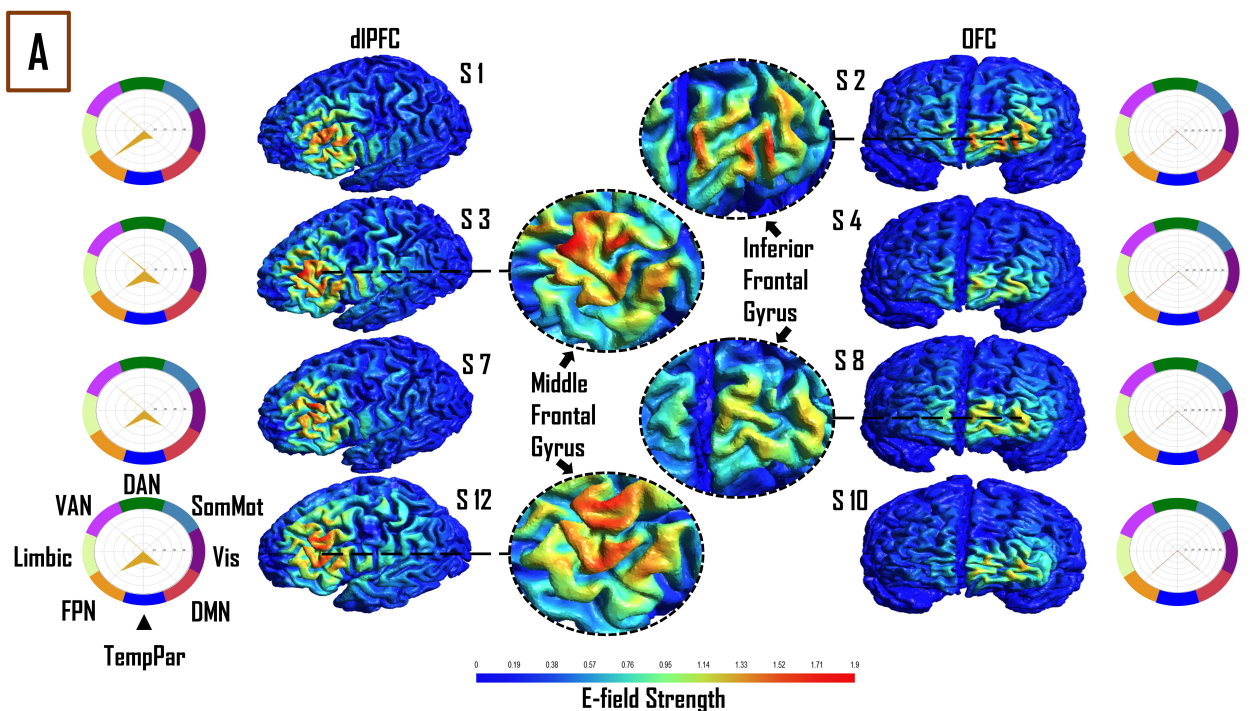 A
dlPFC
OFC
S 1
S 2
S 3
S 4
Inferior
Frontal
Gyrus
S 7
S 8
Middle
Frontal
Gyrus
DAN
VAN
SomMot
S 12
S 10
Limbic
Vis
FPN
DMN
TempPar
0 0.19 0.38 0.57 0.76 0.95 1.14 1.33 1.52 1.71 1.9
E-field Strength